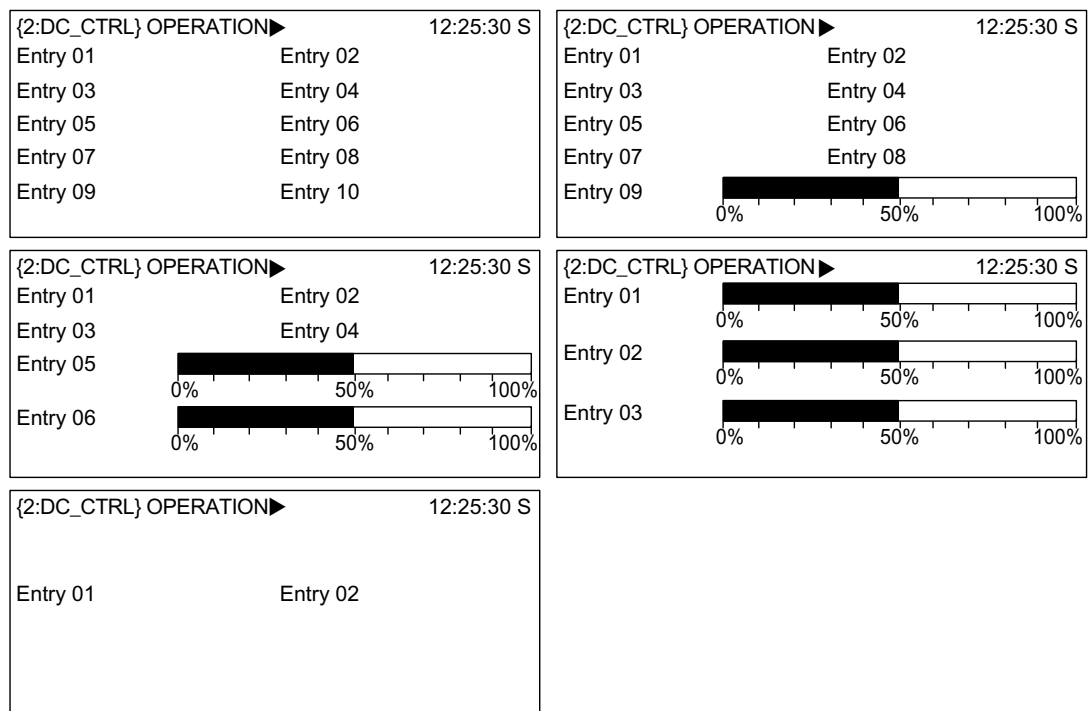 {2:DC_CTRL} OPERATION▶ 12:25:30 S
Entry 01 Entry 02
Entry 03 Entry 04
Entry 05 Entry 06
Entry 07 Entry 08
Entry 09 Entry 10
{2:DC_CTRL} OPERATION▶ 12:25:30 S
Entry 01 Entry 02
Entry 03 Entry 04
Entry 05 Entry 06
Entry 07 Entry 08
Entry 09
0% 50% 100%
{2:DC_CTRL} OPERATION▶ 12:25:30 S
Entry 01 Entry 02
Entry 03 Entry 04
Entry 05
0% 50% 100%
Entry 06
0% 50% 100%
{2:DC_CTRL} OPERATION▶ 12:25:30 S
Entry 01
0% 50% 100%
Entry 02
0% 50% 100%
Entry 03
0% 50% 100%
{2:DC_CTRL} OPERATION▶ 12:25:30 S
Entry 01 Entry 02